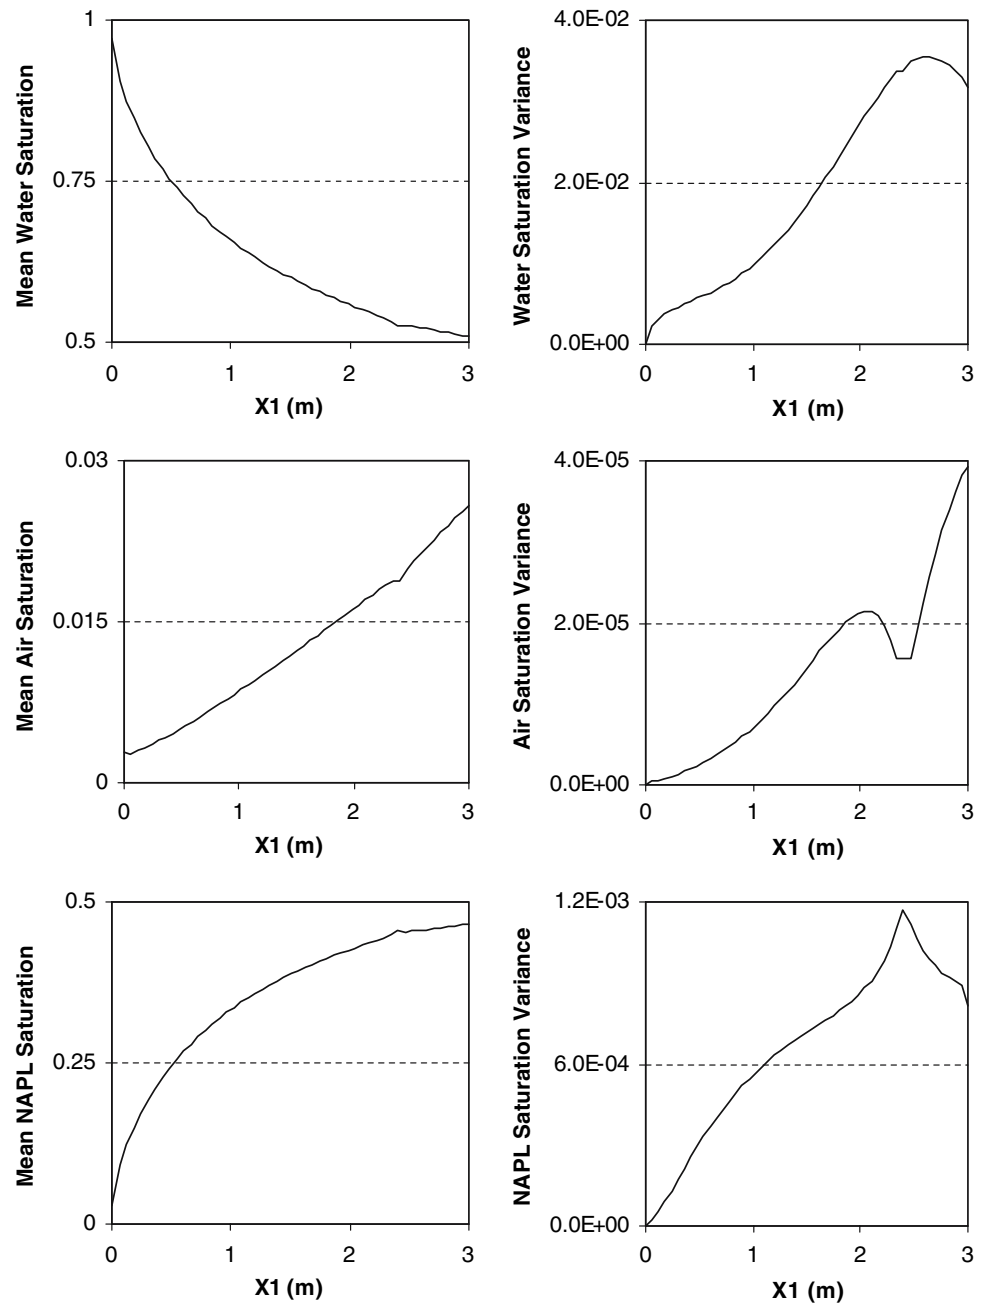 1
0.75
0.5
Mean Water Saturation
0 1 2 3
X1 (m)
4.0E-02
2.0E-02
0.0E+00
Water Saturation Variance
0 1 2 3
X1 (m)
0.03
0.015
0
Mean Air Saturation
0 1 2 3
X1 (m)
4.0E-05
2.0E-05
0.0E+00
Air Saturation Variance
0 1 2 3
X1 (m)
0.5
0.25
0
Mean NAPL Saturation
0 1 2 3
X1 (m)
1.2E-03
6.0E-04
0.0E+00
NAPL Saturation Variance
0 1 2 3
X1 (m)